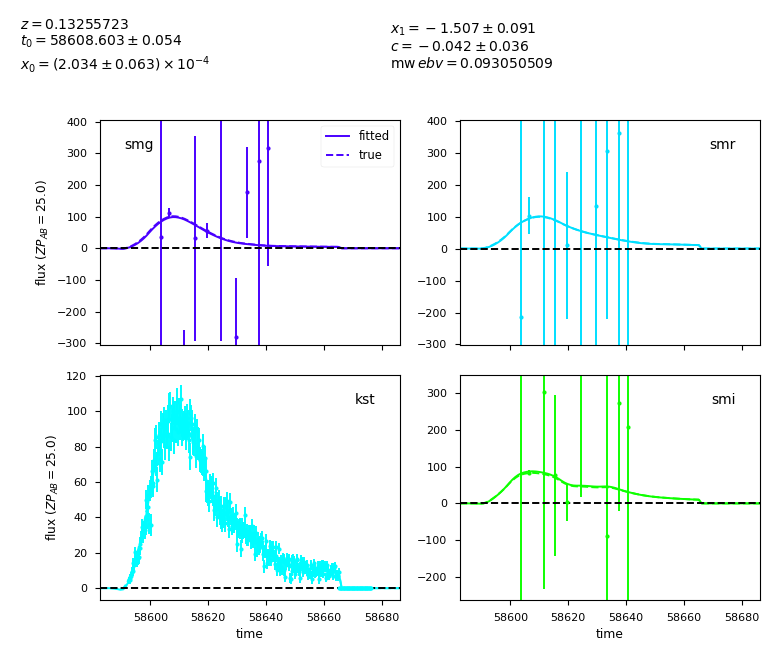 z = 0.13255723
t₀ = 58608.603 ± 0.054
x₀ = (2.034 ± 0.063) × 10⁻⁴
x₁ = −1.507 ± 0.091
c = −0.042 ± 0.036
mw ebv = 0.093050509
smg
fitted
true
400
300
200
100
0
−100
−200
−300
flux (ZP_AB = 25.0)
smr
400
300
200
100
0
−100
−200
−300
kst
120
100
80
60
40
20
0
flux (ZP_AB = 25.0)
58600 58620 58640 58660 58680
time
smi
300
200
100
0
−100
−200
58600 58620 58640 58660 58680
time